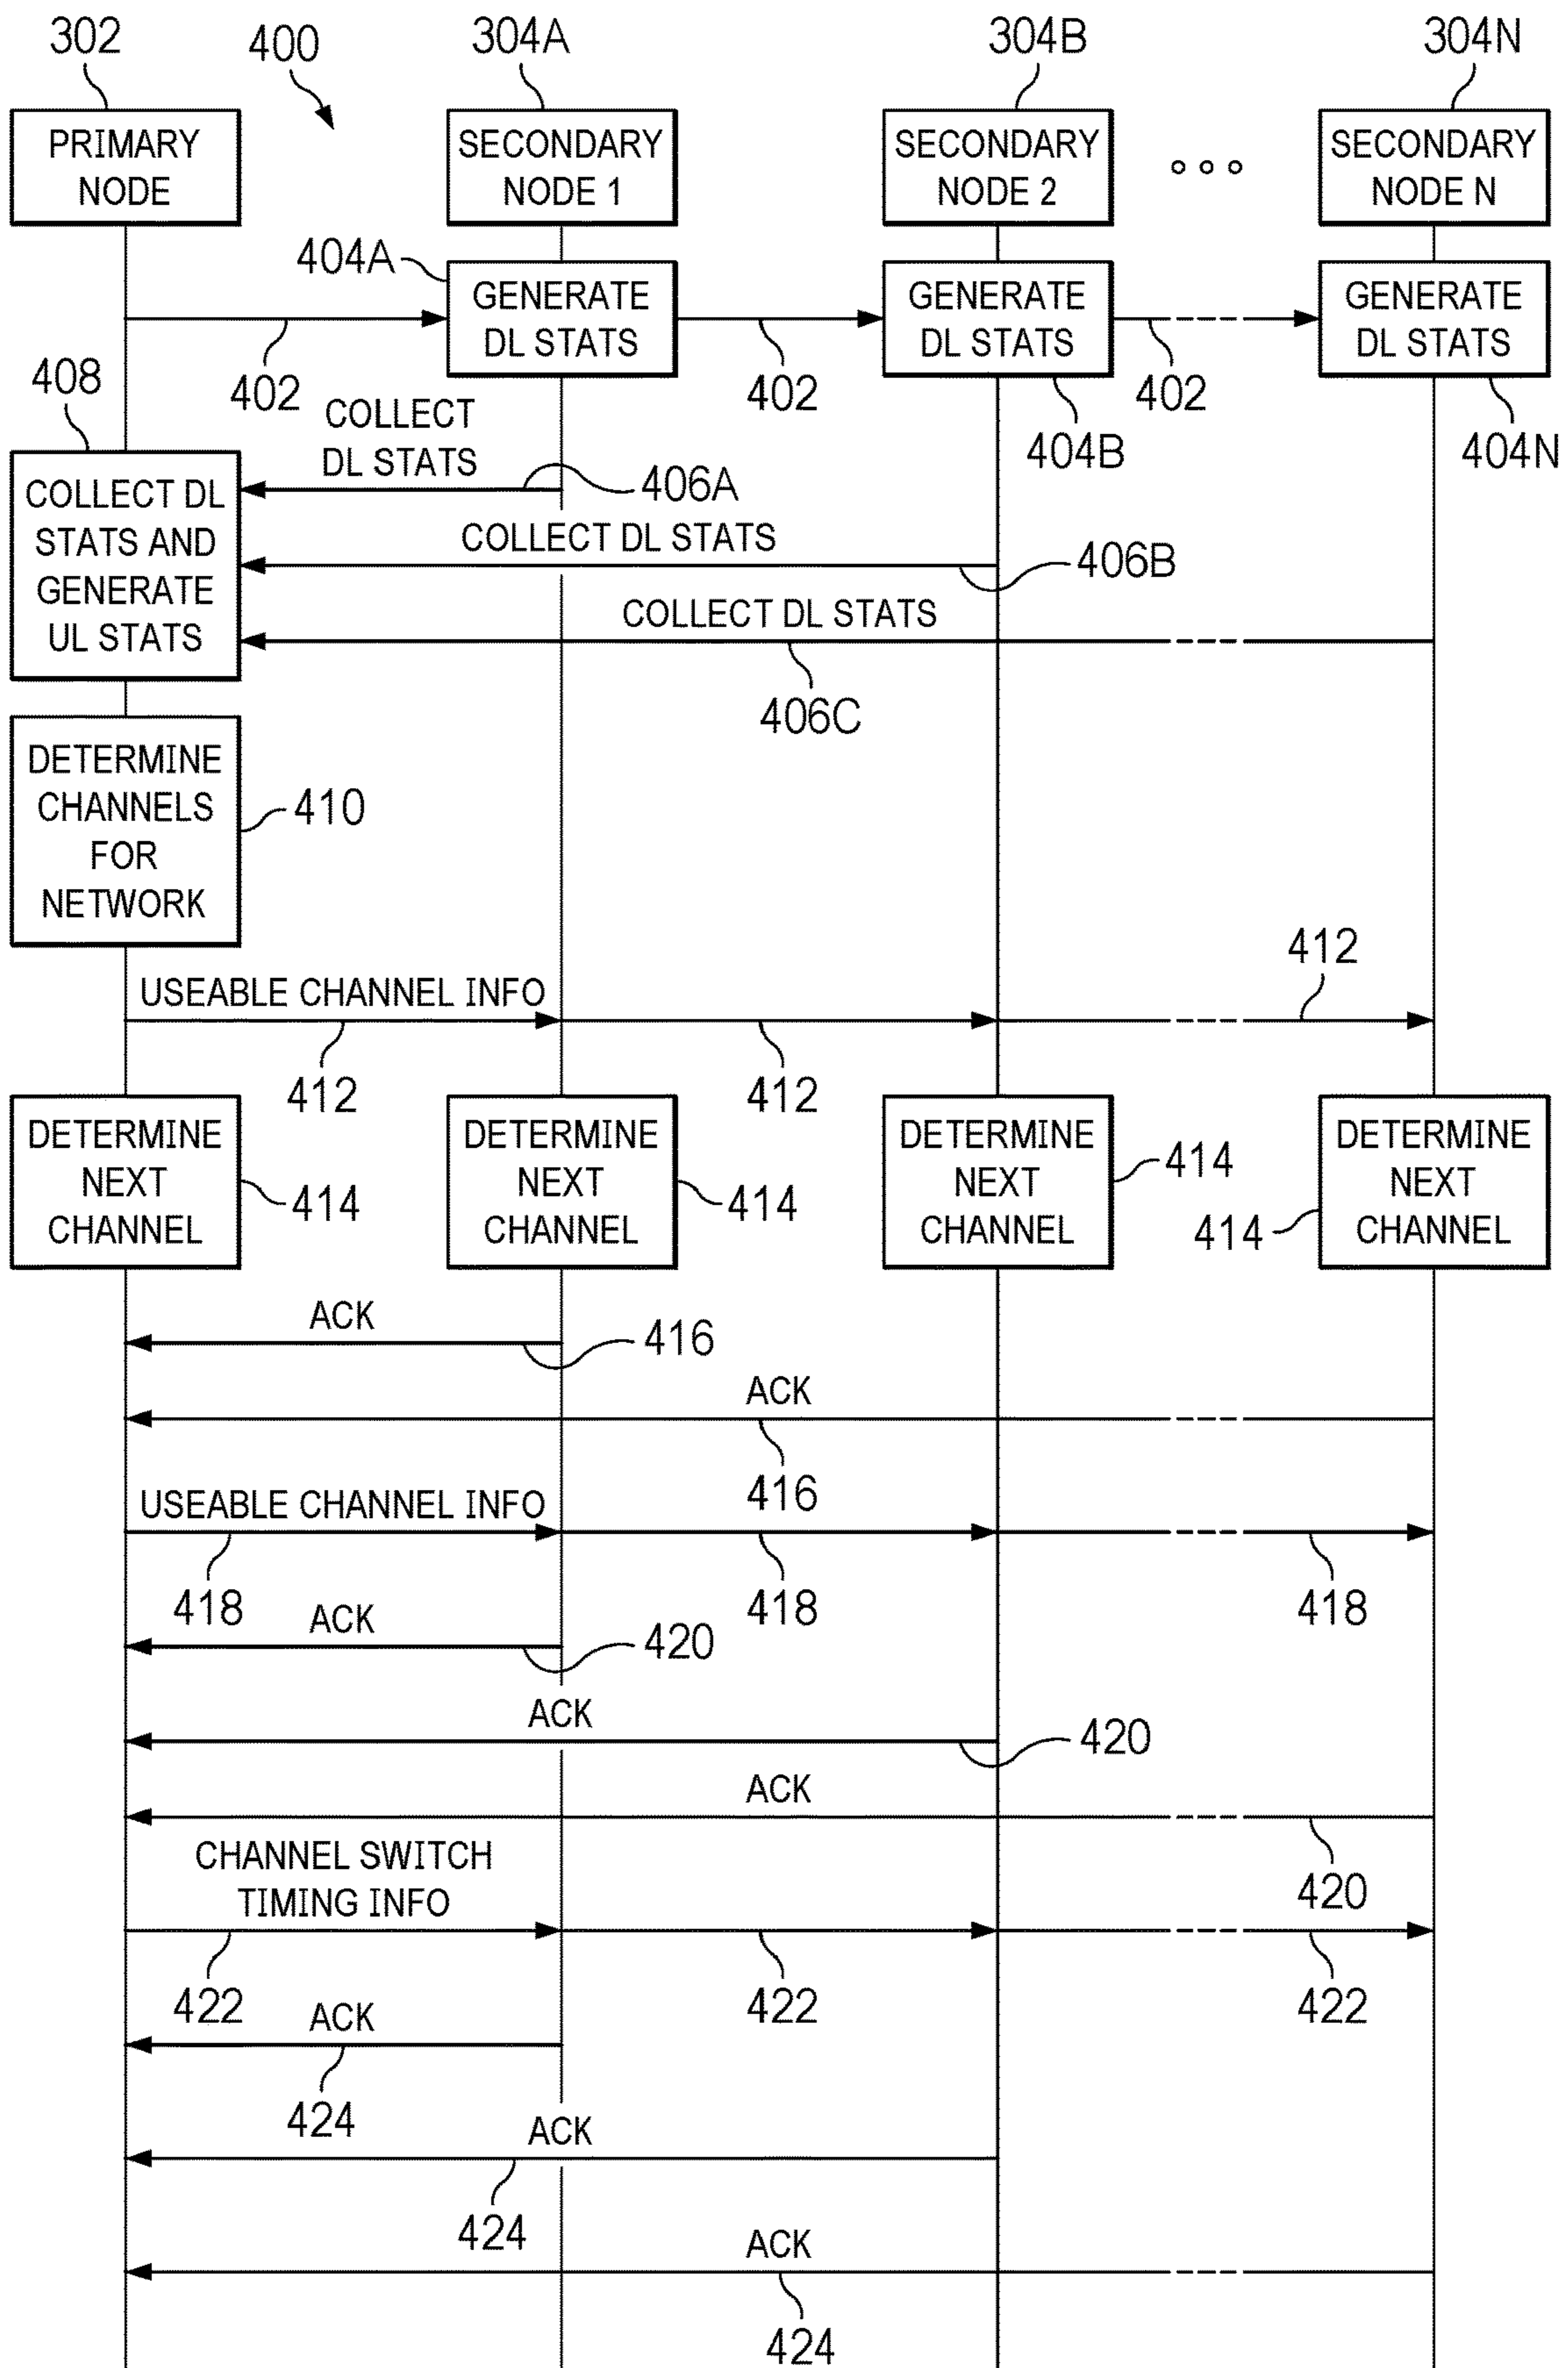 302
400
304A
304B
304N
PRIMARY
NODE
SECONDARY
NODE 1
SECONDARY
NODE 2
SECONDARY
NODE N
404A
GENERATE
DL STATS
GENERATE
DL STATS
GENERATE
DL STATS
408
402
402
402
COLLECT
DL STATS
404B
404N
406A
COLLECT DL
STATS AND
GENERATE
UL STATS
COLLECT DL STATS
406B
COLLECT DL STATS
406C
DETERMINE
CHANNELS
FOR
NETWORK
410
412
USEABLE CHANNEL INFO
412
412
DETERMINE
NEXT
CHANNEL
414
DETERMINE
NEXT
CHANNEL
414
DETERMINE
NEXT
CHANNEL
414
DETERMINE
NEXT
CHANNEL
414
ACK
416
ACK
416
USEABLE CHANNEL INFO
418
418
418
ACK
420
ACK
420
ACK
420
CHANNEL SWITCH
TIMING INFO
422
422
422
ACK
424
ACK
424
ACK
424